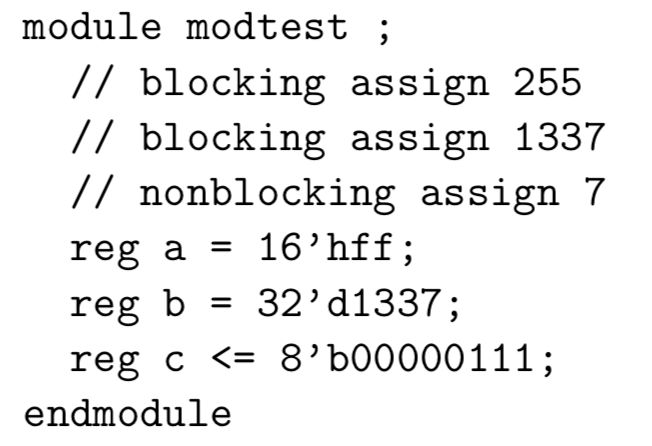 module modtest ;
// blocking assign 255
// blocking assign 1337
// nonblocking assign 7
reg a = 16’hff;
reg b = 32’d1337;
reg c <= 8’b00000111;
endmodule